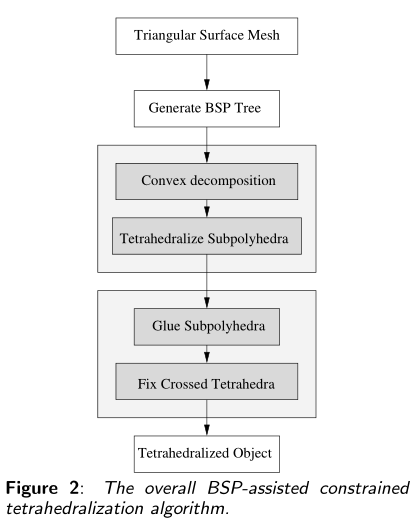 Triangular Surface Mesh
Generate BSP Tree
Convex decomposition
Tetrahedralize Subpolyhedra
Glue Subpolyhedra
Fix Crossed Tetrahedra
Tetrahedralized Object
Figure 2: The overall BSP-assisted constrained
tetrahedralization algorithm.